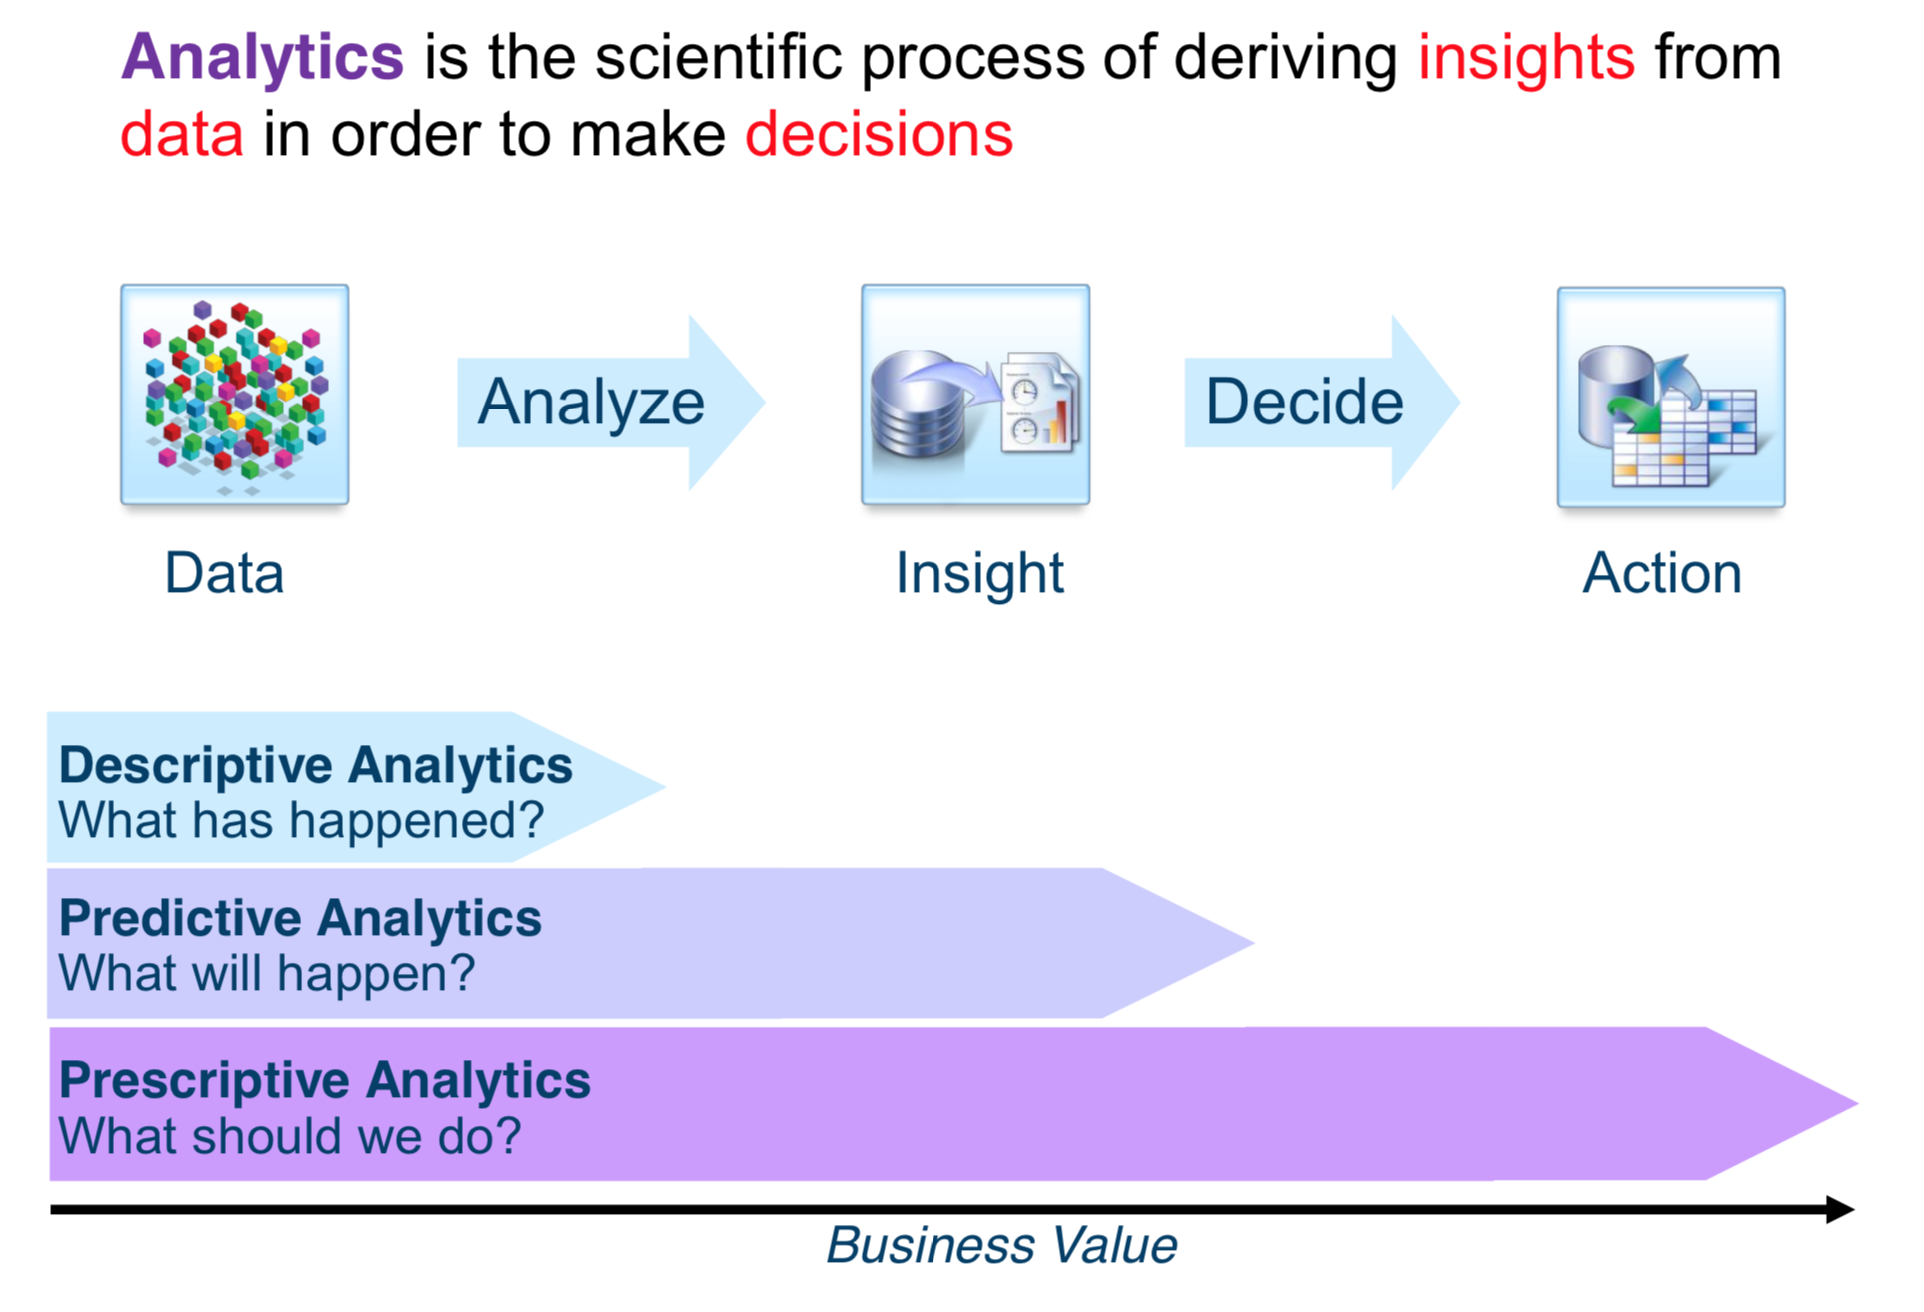 Analytics is the scientific process of deriving insights from
data in order to make decisions
Analyze
Decide
Data
Insight
Action
Descriptive Analytics
What has happened?
Predictive Analytics
What will happen?
Prescriptive Analytics
What should we do?
Business Value